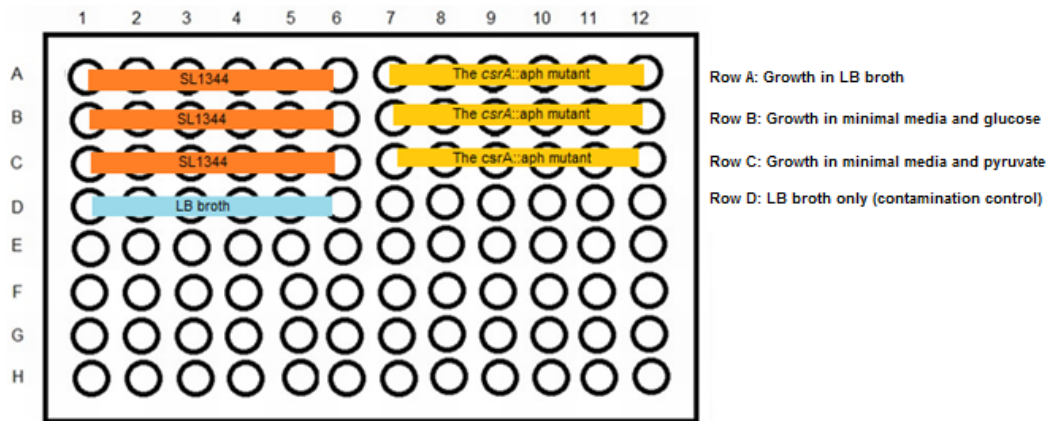 1 2 3 4 5 6 7 8 9 10 11 12
A SL1344 The csrA::aph mutant Row A: Growth in LB broth
B SL1344 The csrA::aph mutant Row B: Growth in minimal media and glucose
C SL1344 The csrA::aph mutant Row C: Growth in minimal media and pyruvate
D LB broth Row D: LB broth only (contamination control)
E
F
G
H